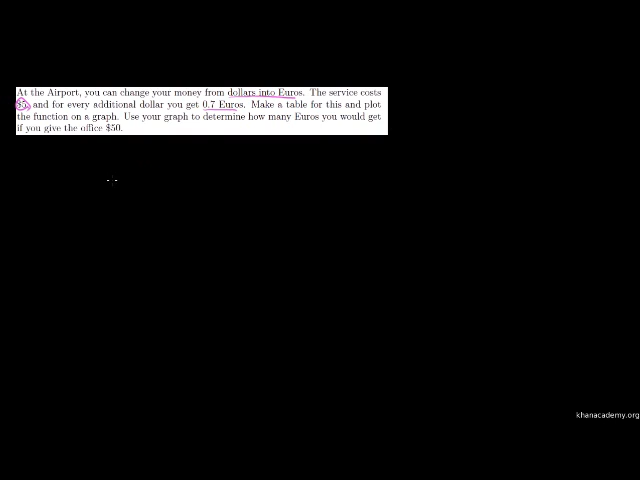 At the Airport, you can change your money from dollars into Euros. The service costs
$5, and for every additional dollar you get 0.7 Euros. Make a table for this and plot
the function on a graph. Use your graph to determine how many Euros you would get
if you give the office $50.
khanacademy.org